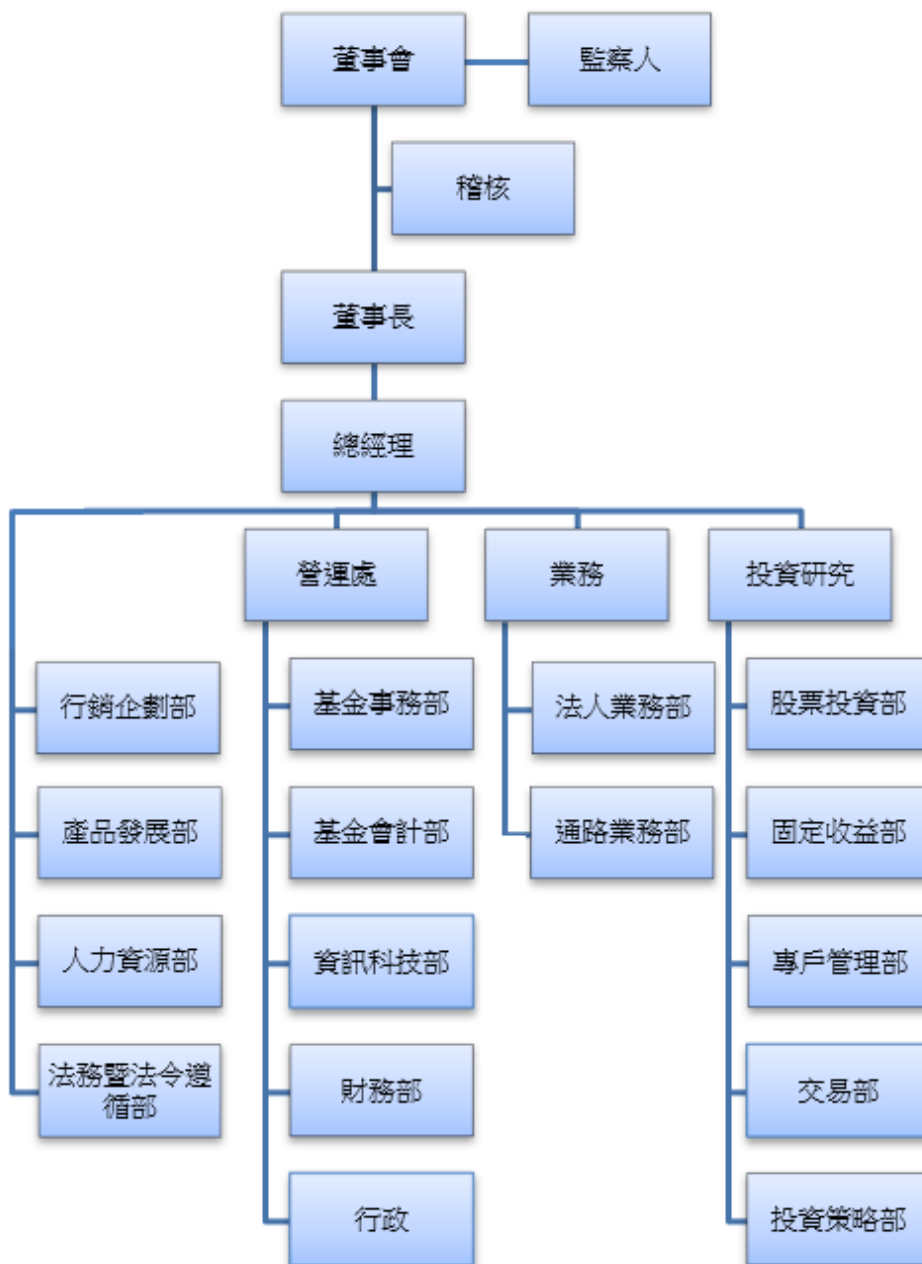 董事會
監察人
稽核
董事長
總經理
營運處
業務
投資研究
行銷企劃部
產品發展部
人力資源部
法務暨法令遵
循部
基金事務部
基金會計部
資訊科技部
財務部
行政
法人業務部
通路業務部
股票投資部
固定收益部
專戶管理部
交易部
投資策略部